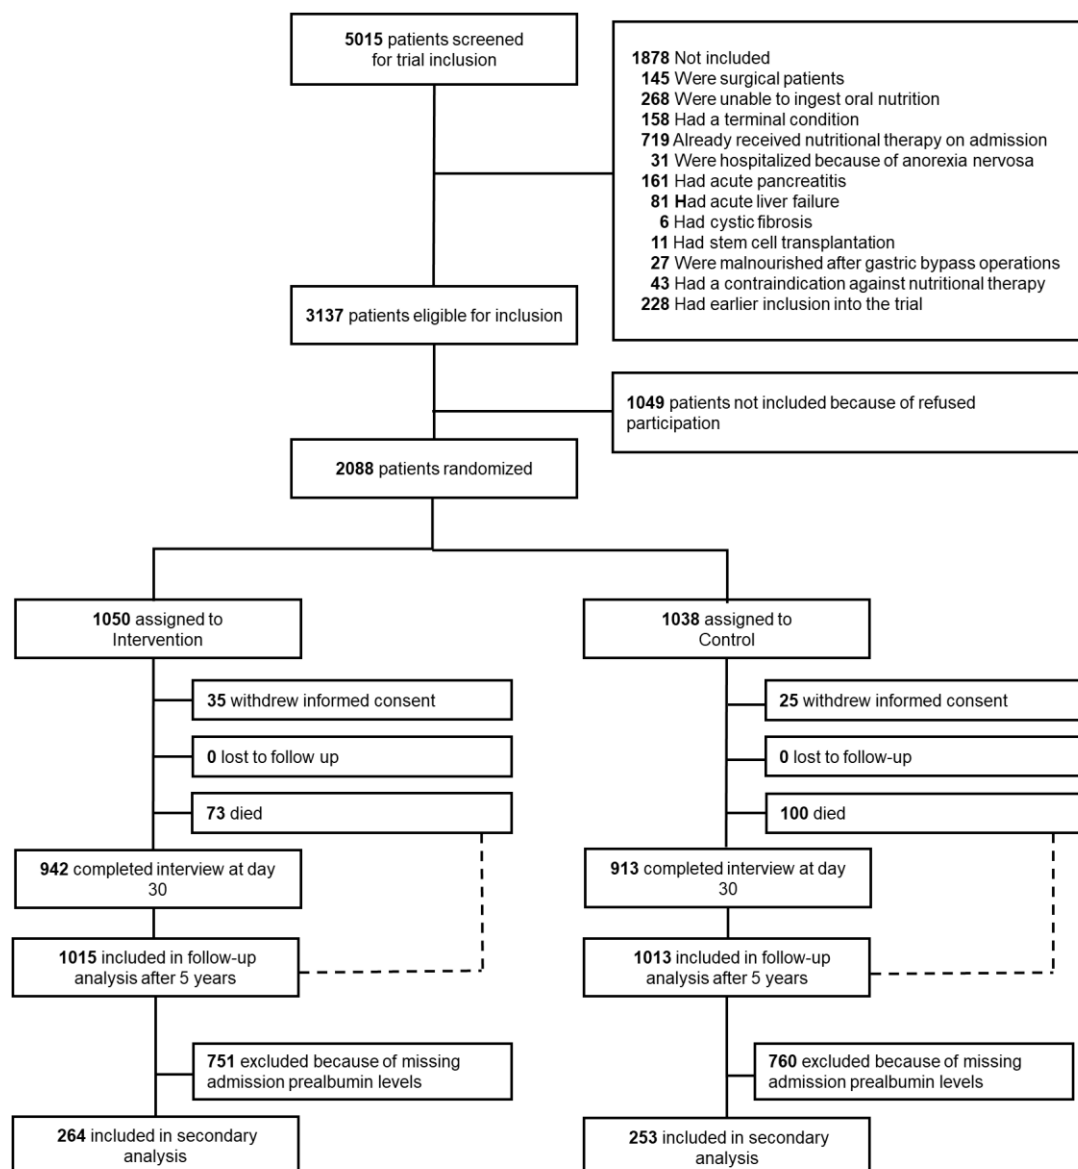 5015 patients screened
for trial inclusion
1878 Not included
145 Were surgical patients
268 Were unable to ingest oral nutrition
158 Had a terminal condition
719 Already received nutritional therapy on admission
31 Were hospitalized because of anorexia nervosa
161 Had acute pancreatitis
81 Had acute liver failure
6 Had cystic fibrosis
11 Had stem cell transplantation
27 Were malnourished after gastric bypass operations
43 Had a contraindication against nutritional therapy
228 Had earlier inclusion into the trial
3137 patients eligible for inclusion
1049 patients not included because of refused
participation
2088 patients randomized
1050 assigned to
Intervention
35 withdrew informed consent
0 lost to follow up
73 died
942 completed interview at day
30
1015 included in follow-up
analysis after 5 years
751 excluded because of missing
admission prealbumin levels
264 included in secondary
analysis
1038 assigned to
Control
25 withdrew informed consent
0 lost to follow-up
100 died
913 completed interview at day
30
1013 included in follow-up
analysis after 5 years
760 excluded because of missing
admission prealbumin levels
253 included in secondary
analysis